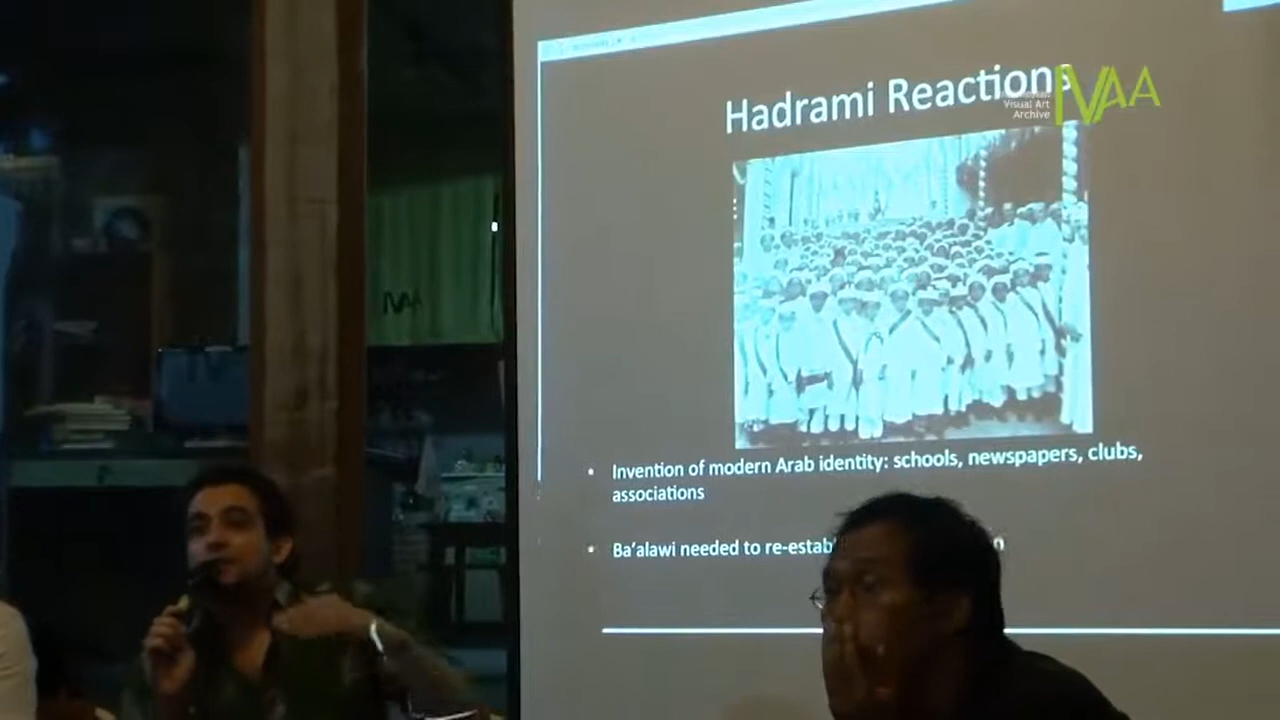 Hadrami Reactions
Visual Art
Archive
IVAA
IVAA
• Invention of modern Arab identity: schools, newspapers, clubs,
associations
• Ba’alawi needed to re-estab